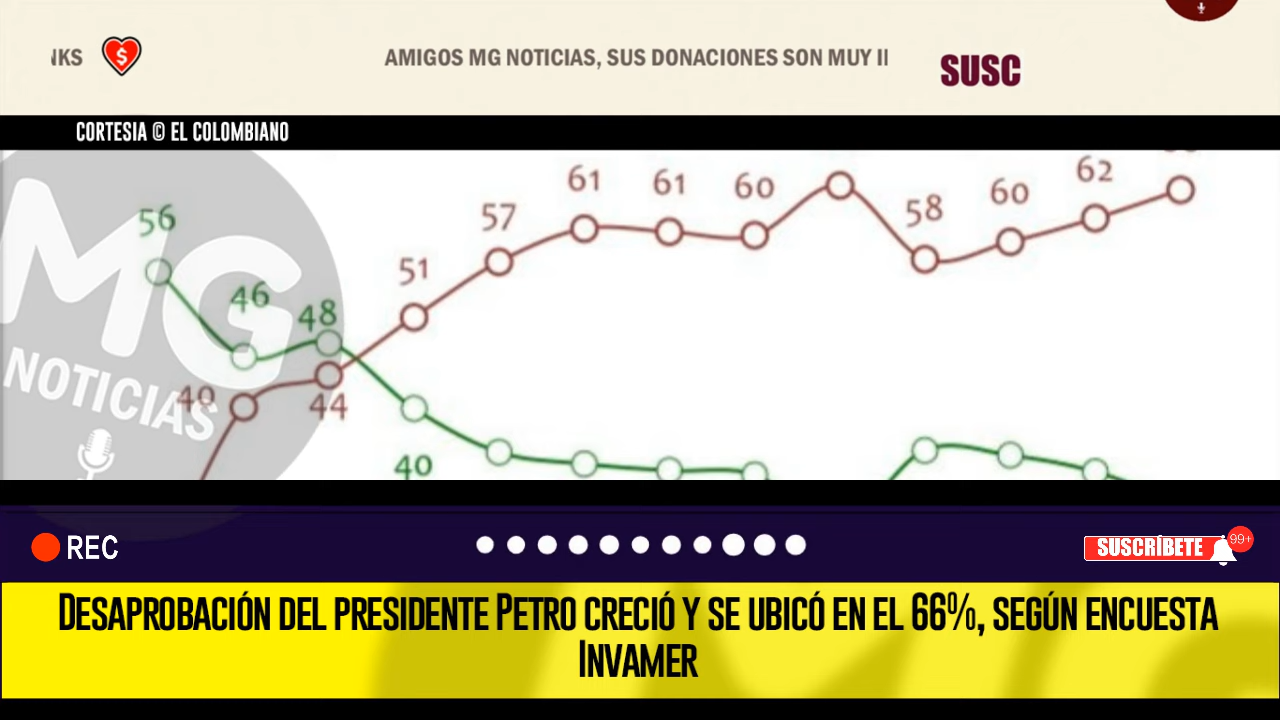 NKS
AMIGOS MG NOTICIAS, SUS DONACIONES SON MUY
SUSC
CORTESIA © EL COLOMBIANO
61 61 60 62
56 57 58 60
46 51
48
40 44
40
MG
NOTICIAS
REC
SUSCRÍBETE 99+
DESAPROBACIÓN DEL PRESIDENTE PETRO CRECIÓ Y SE UBICÓ EN EL 66%, SEGÚN ENCUESTA
INVAMER